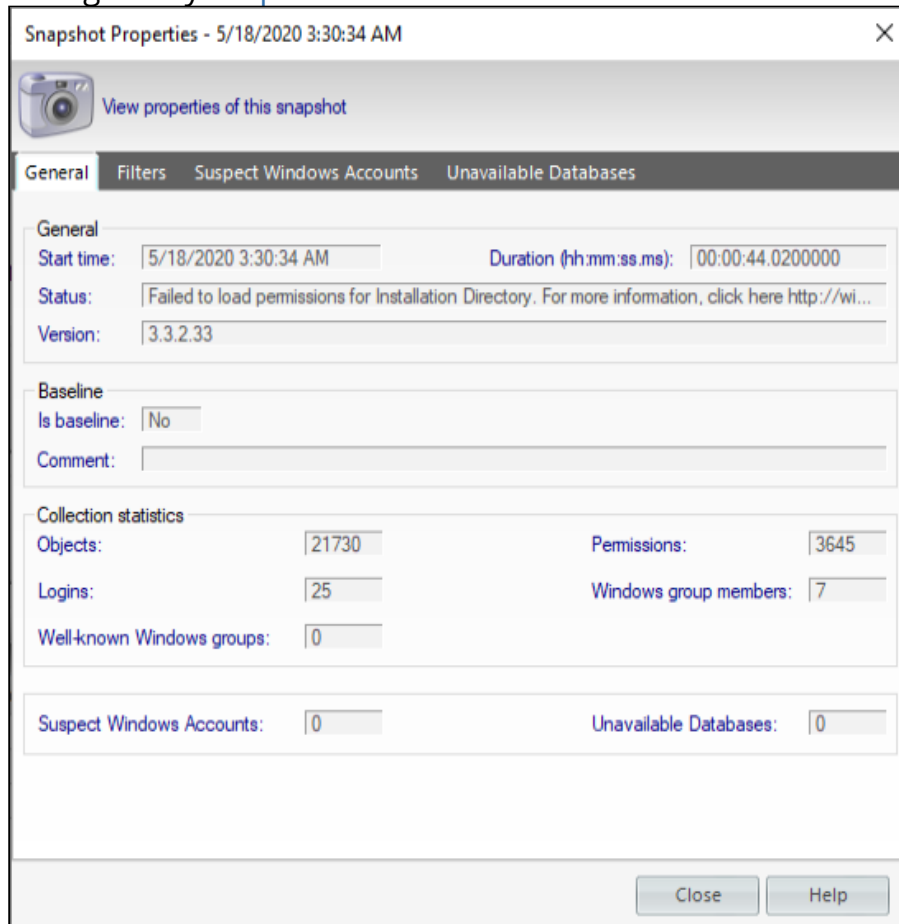 Snapshot Properties - 5/18/2020 3:30:34 AM
View properties of this snapshot
General Filters Suspect Windows Accounts Unavailable Databases
General
Start time: 5/18/2020 3:30:34 AM Duration (hh:mm:ss.ms): 00:00:44.0200000
Status: Failed to load permissions for Installation Directory. For more information, click here http://wi...
Version: 3.3.2.33
Baseline
Is baseline: No
Comment:
Collection statistics
Objects: 21730 Permissions: 3645
Logins: 25 Windows group members: 7
Well-known Windows groups: 0
Suspect Windows Accounts: 0 Unavailable Databases: 0
Close Help